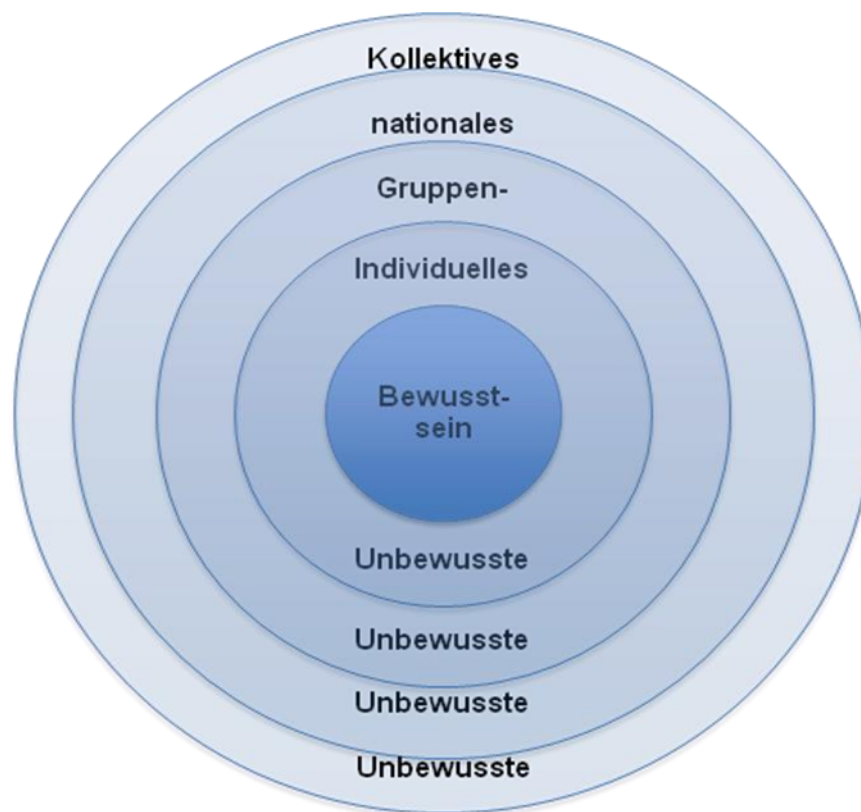 Kollektives
nationales
Gruppen-
Individuelles
Bewusst-
sein
Unbewusste
Unbewusste
Unbewusste
Unbewusste